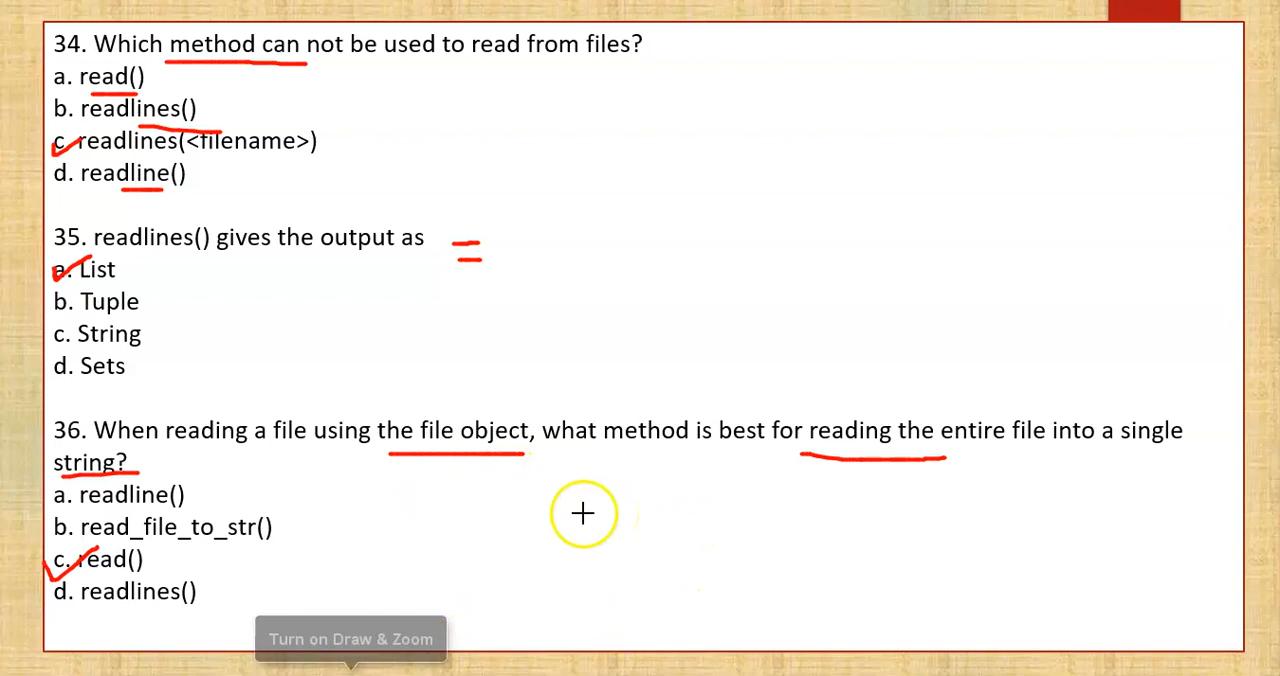 34. Which method can not be used to read from files?
a. read()
b. readlines()
c. readlines(<filename>)
d. readline()
35. readlines() gives the output as
a. List
b. Tuple
c. String
d. Sets
36. When reading a file using the file object, what method is best for reading the entire file into a single
string?
a. readline()
b. read_file_to_str()
c. read()
d. readlines()
Turn on Draw & Zoom